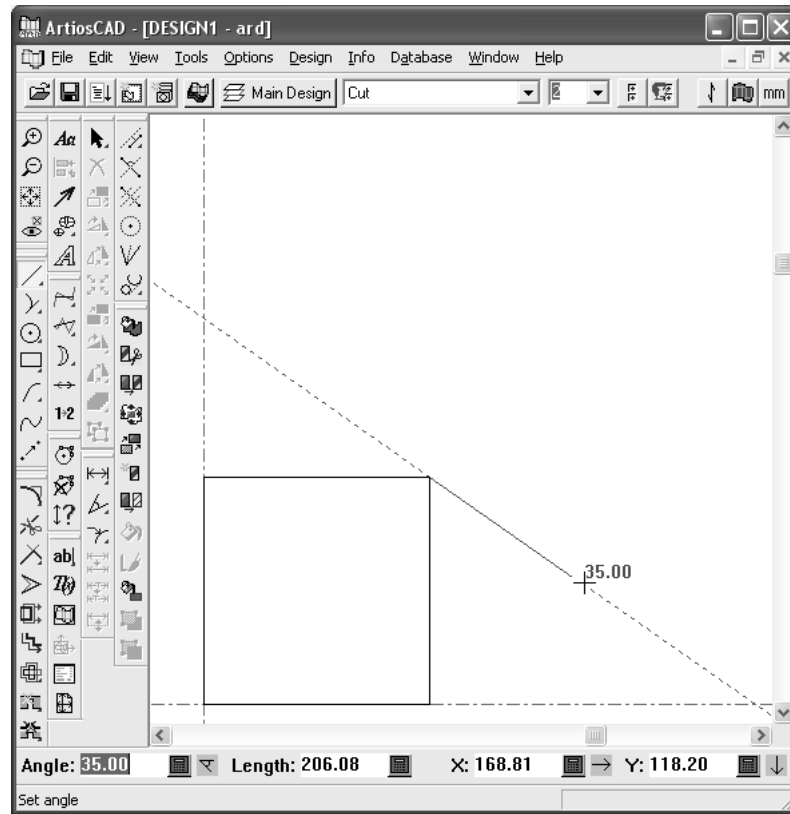 ArtiosCAD - [DESIGN1 - ard]
File Edit View Tools Options Design Info Database Window Help
Main Design Cut 2 mm
Aa
A
1÷2
?
ab
35.00
Angle: 35.00 Length: 206.08 X: 168.81 Y: 118.20
Set angle